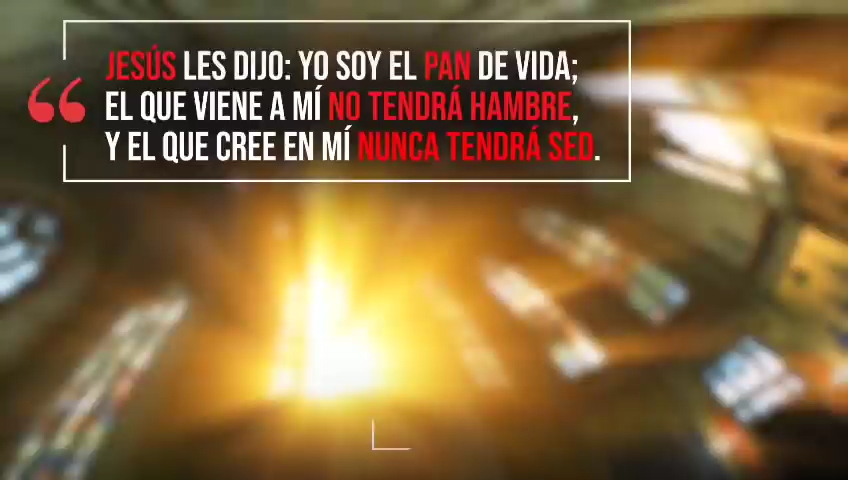 JESÚS LES DIJO: YO SOY EL PAN DE VIDA;
EL QUE VIENE A MÍ NO TENDRÁ HAMBRE,
Y EL QUE CREE EN MÍ NUNCA TENDRÁ SED.